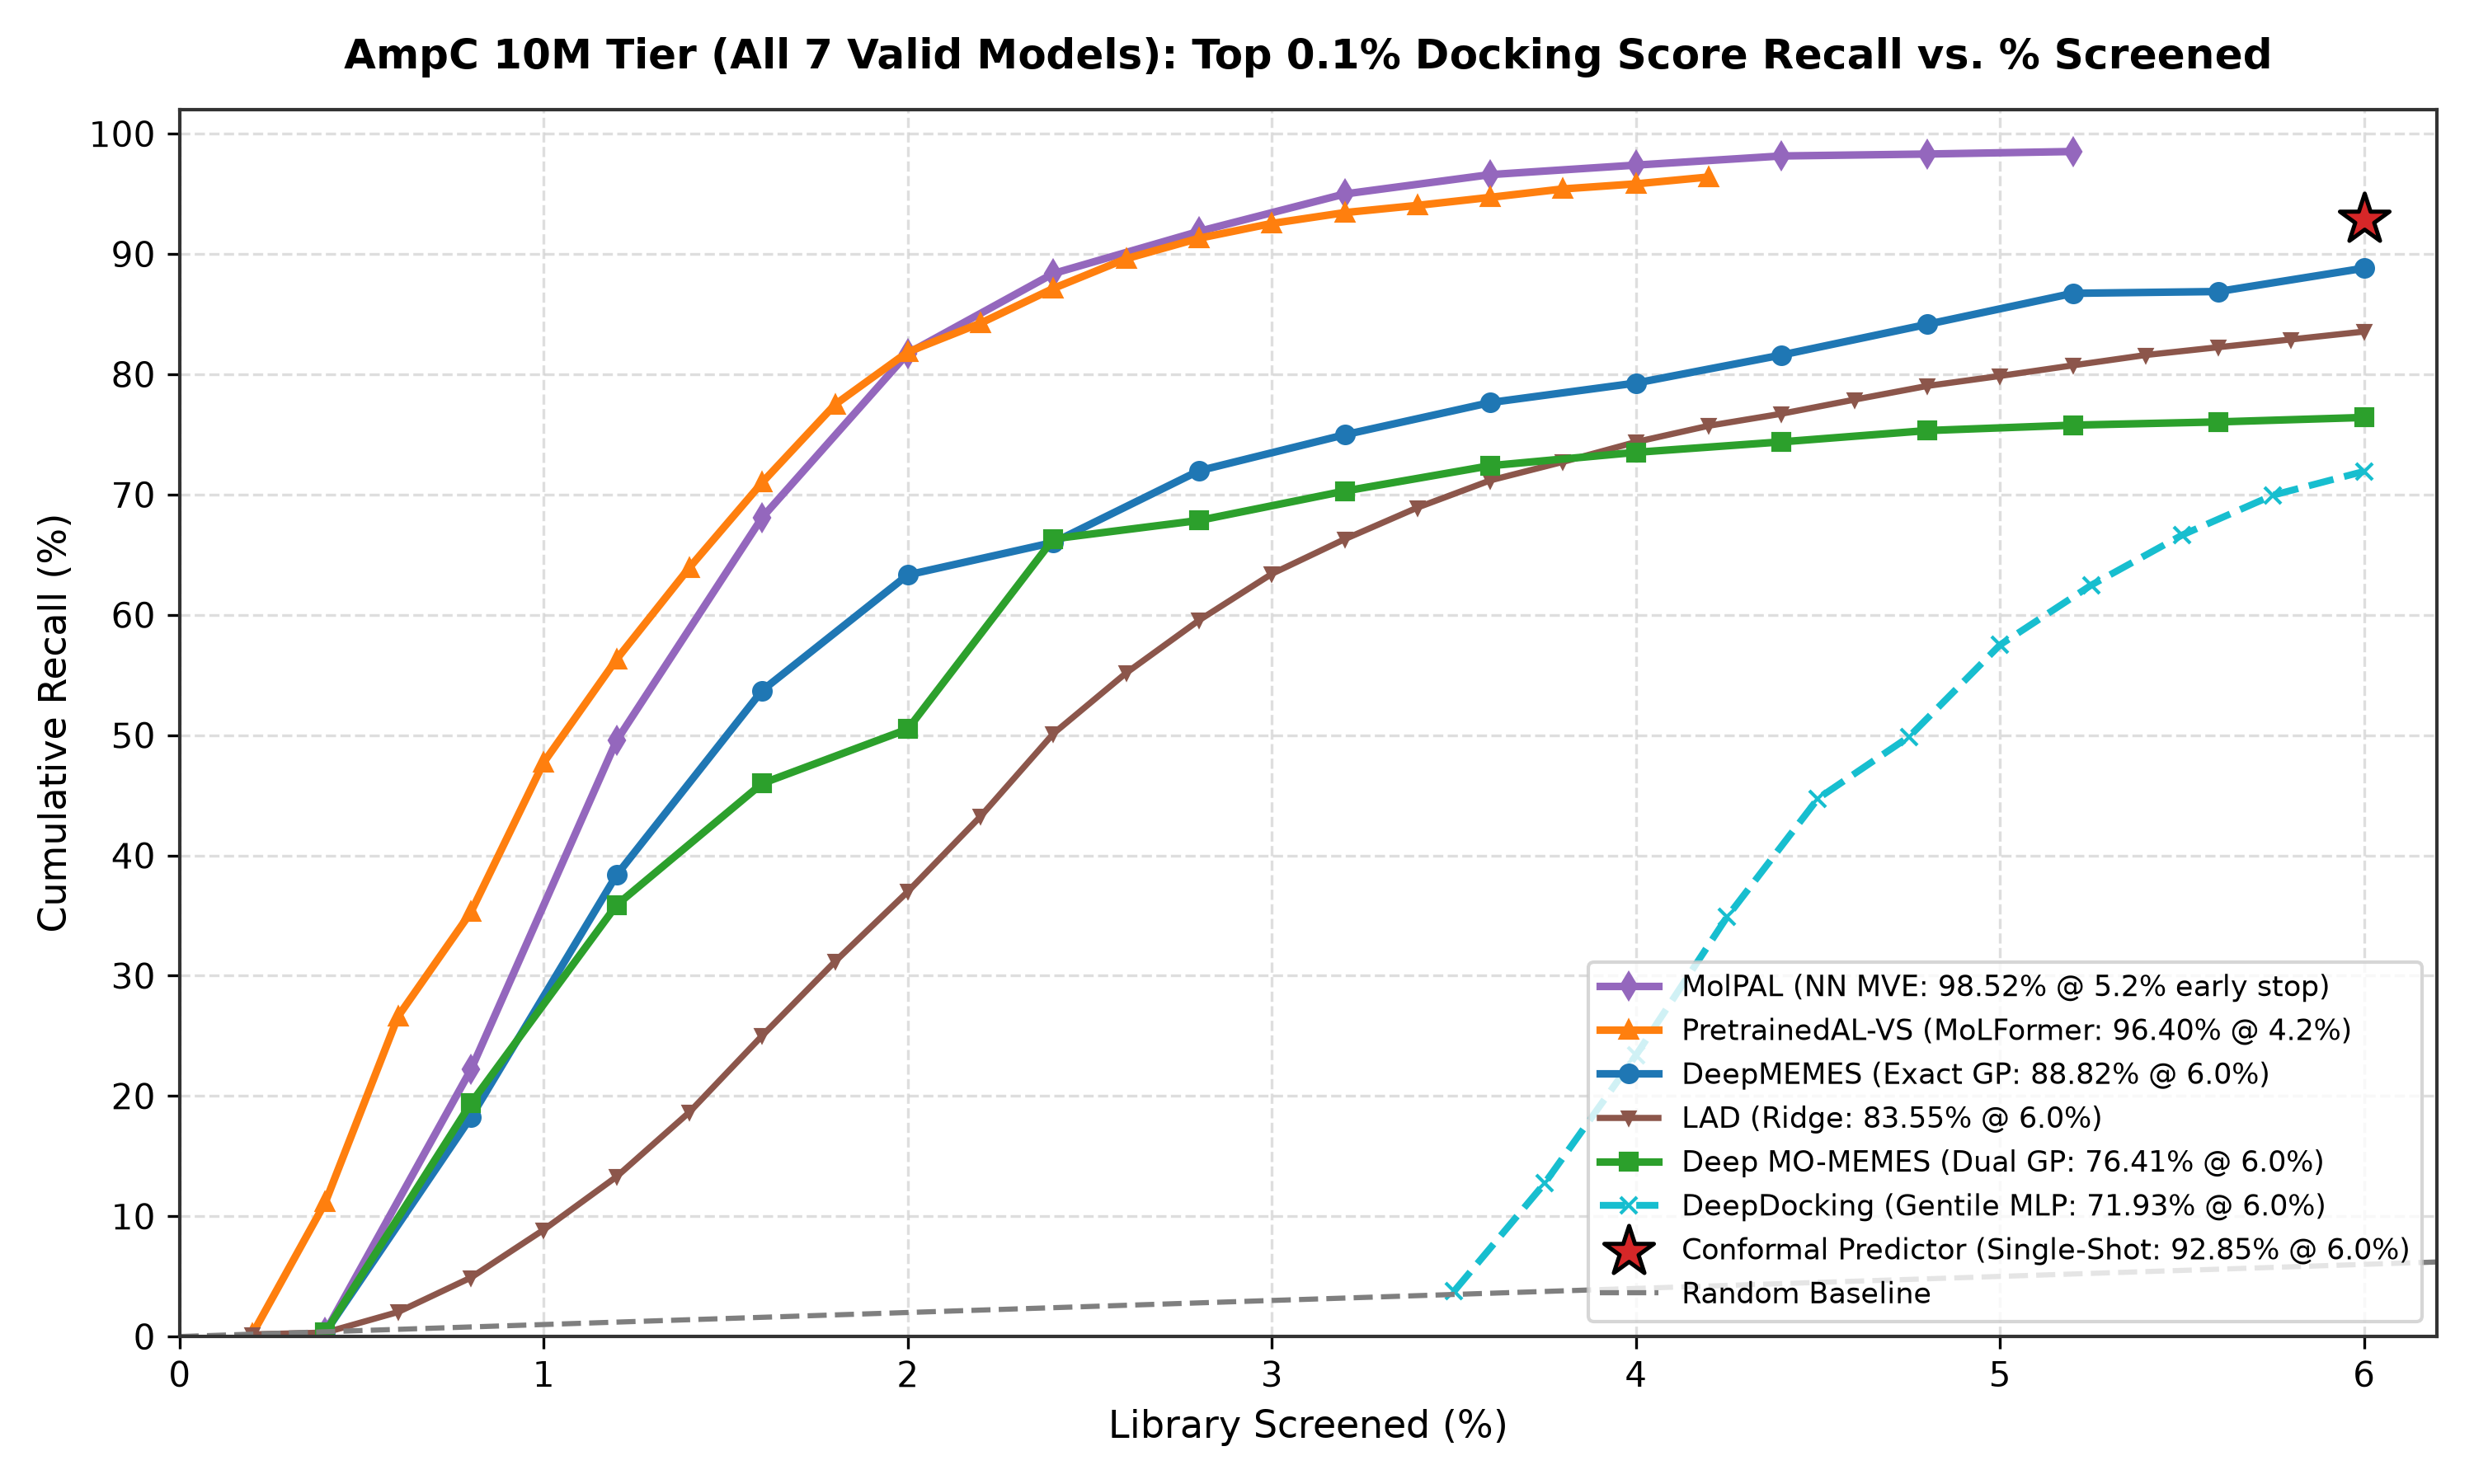 AmpC 10M Tier (All 7 Valid Models): Top 0.1% Docking Score Recall vs. % Screened
Cumulative Recall (%)
100
90
80
70
60
50
40
30
20
10
0
MolPAL (NN MVE: 98.52% @ 5.2% early stop)
PretrainedAL-VS (MoLFormer: 96.40% @ 4.2%)
DeepMEMES (Exact GP: 88.82% @ 6.0%)
LAD (Ridge: 83.55% @ 6.0%)
Deep MO-MEMES (Dual GP: 76.41% @ 6.0%)
DeepDocking (Gentile MLP: 71.93% @ 6.0%)
Conformal Predictor (Single-Shot: 92.85% @ 6.0%)
Random Baseline
0 1 2 3 4 5 6
Library Screened (%)